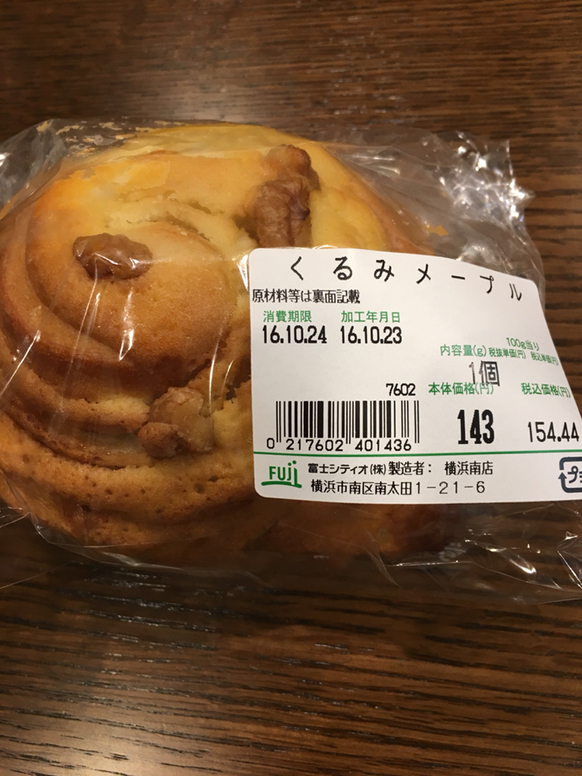 くるみメープル
原材料等は裏面記載
消費期限 加工年月日
16.10.24 16.10.23
100g当り
内容量(g) 税抜単価(円) 税込単価(円)
1個
7602 本体価格(円) 税込価格(円)
143 154.44
0 217602 401436
FUJI 富士シティオ(株) 製造者: 横浜南店
横浜市南区南太田1-21-6
プラ